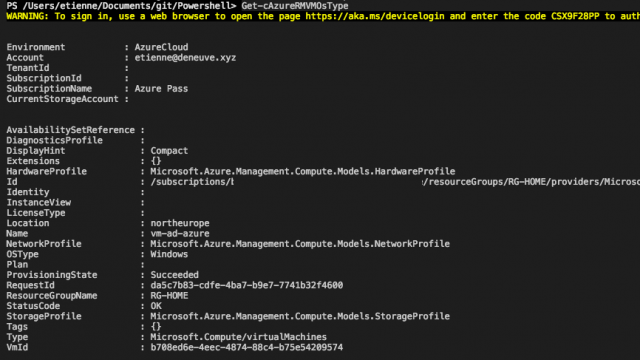 PS /Users/etienne/Documents/git/Powershell> Get-cAzureRMVMOsType
WARNING: To sign in, use a web browser to open the page https://aka.ms/devicelogin and enter the code CSX9F28PP to auth
Environment : AzureCloud
Account : etienne@deneuve.xyz
TenantId :
SubscriptionId :
SubscriptionName : Azure Pass
CurrentStorageAccount :
AvailabilitySetReference :
DiagnosticsProfile :
DisplayHint : Compact
Extensions : {}
HardwareProfile : Microsoft.Azure.Management.Compute.Models.HardwareProfile
Id : /subscriptions/ /resourceGroups/RG-HOME/providers/Microso
Identity :
InstanceView :
LicenseType :
Location : northeurope
Name : vm-ad-azure
NetworkProfile : Microsoft.Azure.Management.Compute.Models.NetworkProfile
OSType : Windows
Plan :
ProvisioningState : Succeeded
RequestId : da5c7b83-cdfe-4ba7-b9e7-7741b32f4600
ResourceGroupName : RG-HOME
StatusCode : OK
StorageProfile : Microsoft.Azure.Management.Compute.Models.StorageProfile
Tags : {}
Type : Microsoft.Compute/virtualMachines
VmId : b708ed6e-4eec-4874-88c4-b75e54209574